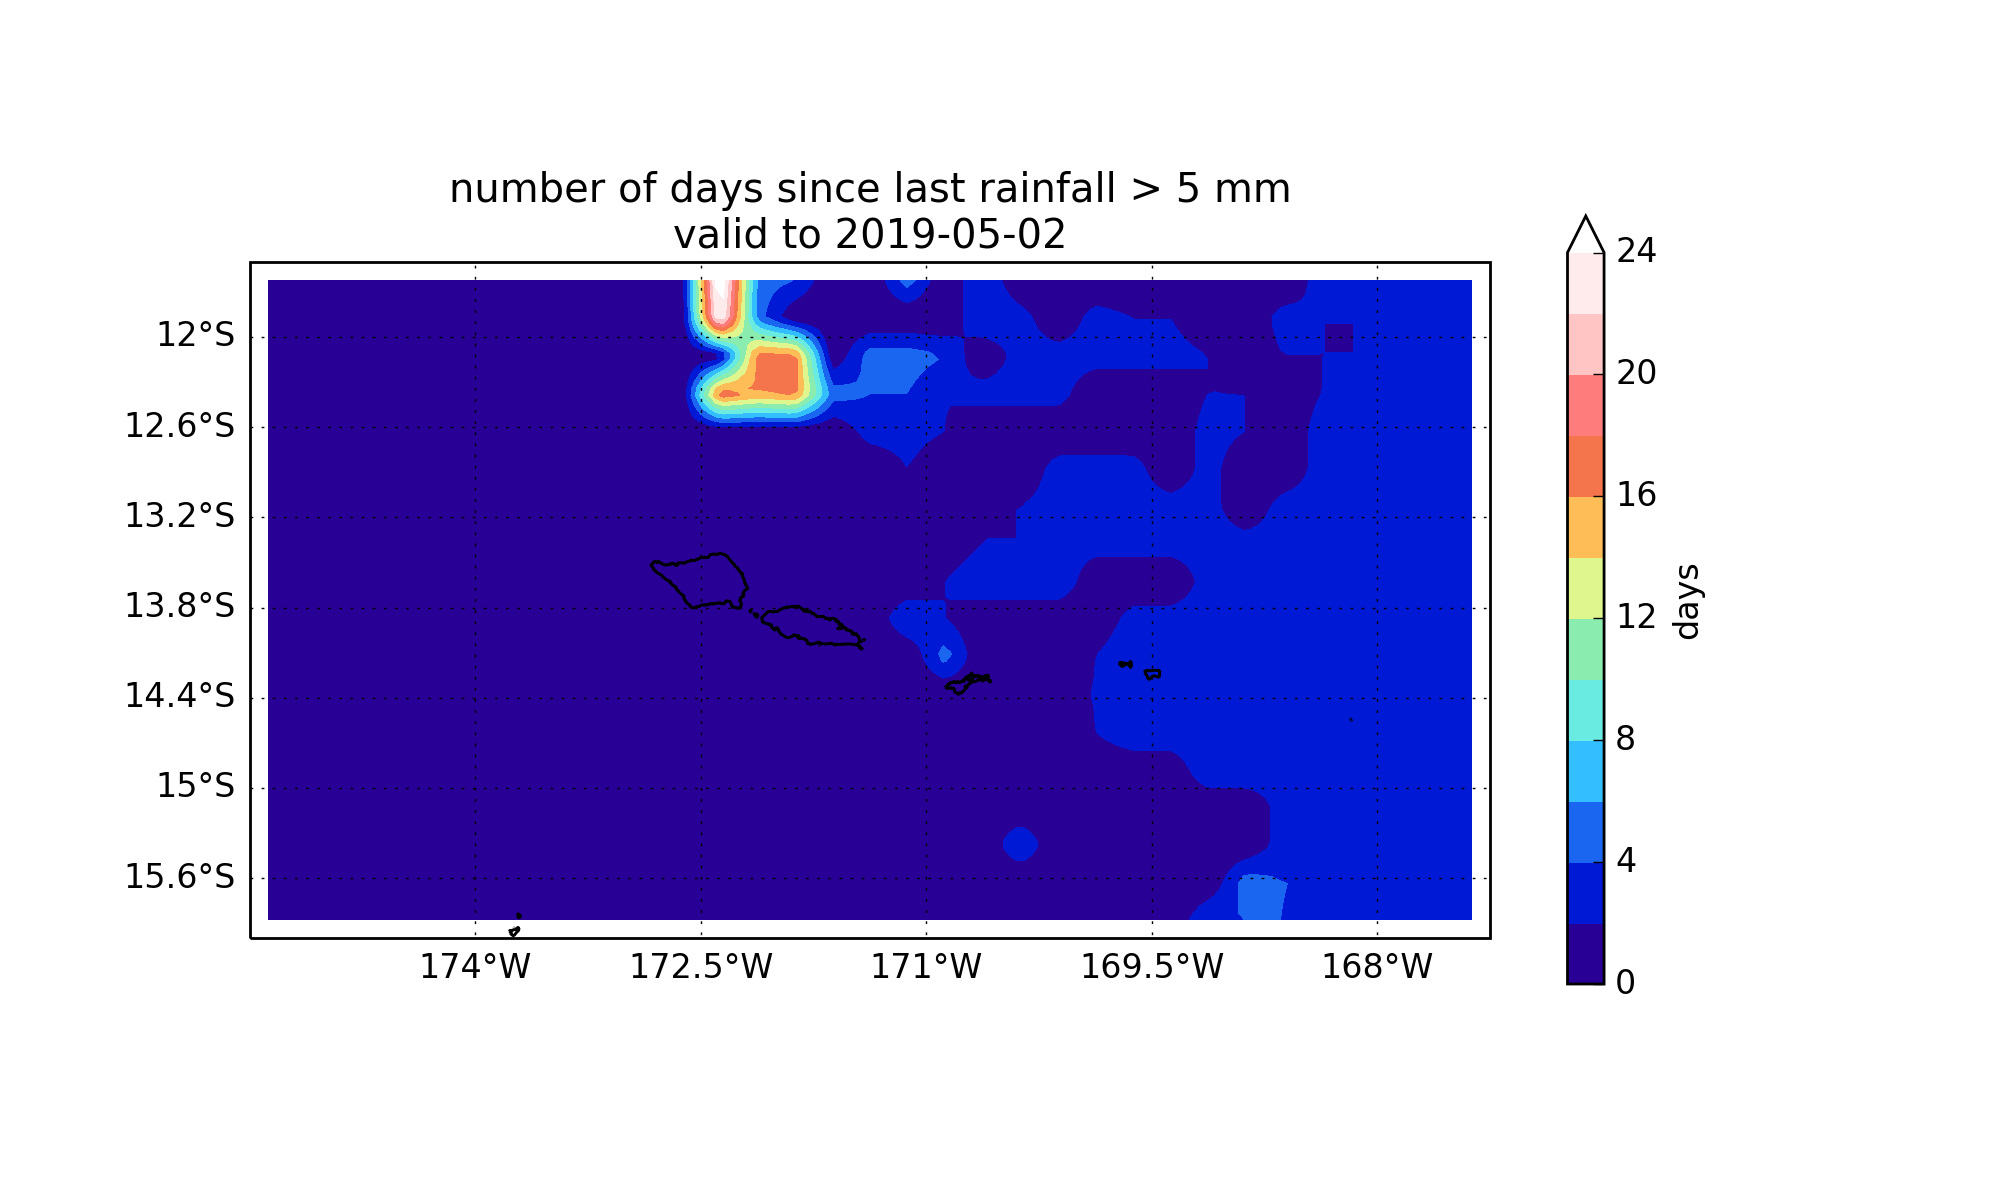 number of days since last rainfall > 5 mm
valid to 2019-05-02
12°S
12.6°S
13.2°S
13.8°S
14.4°S
15°S
15.6°S
174°W
172.5°W
171°W
169.5°W
168°W
24
20
16
12
8
4
0
days